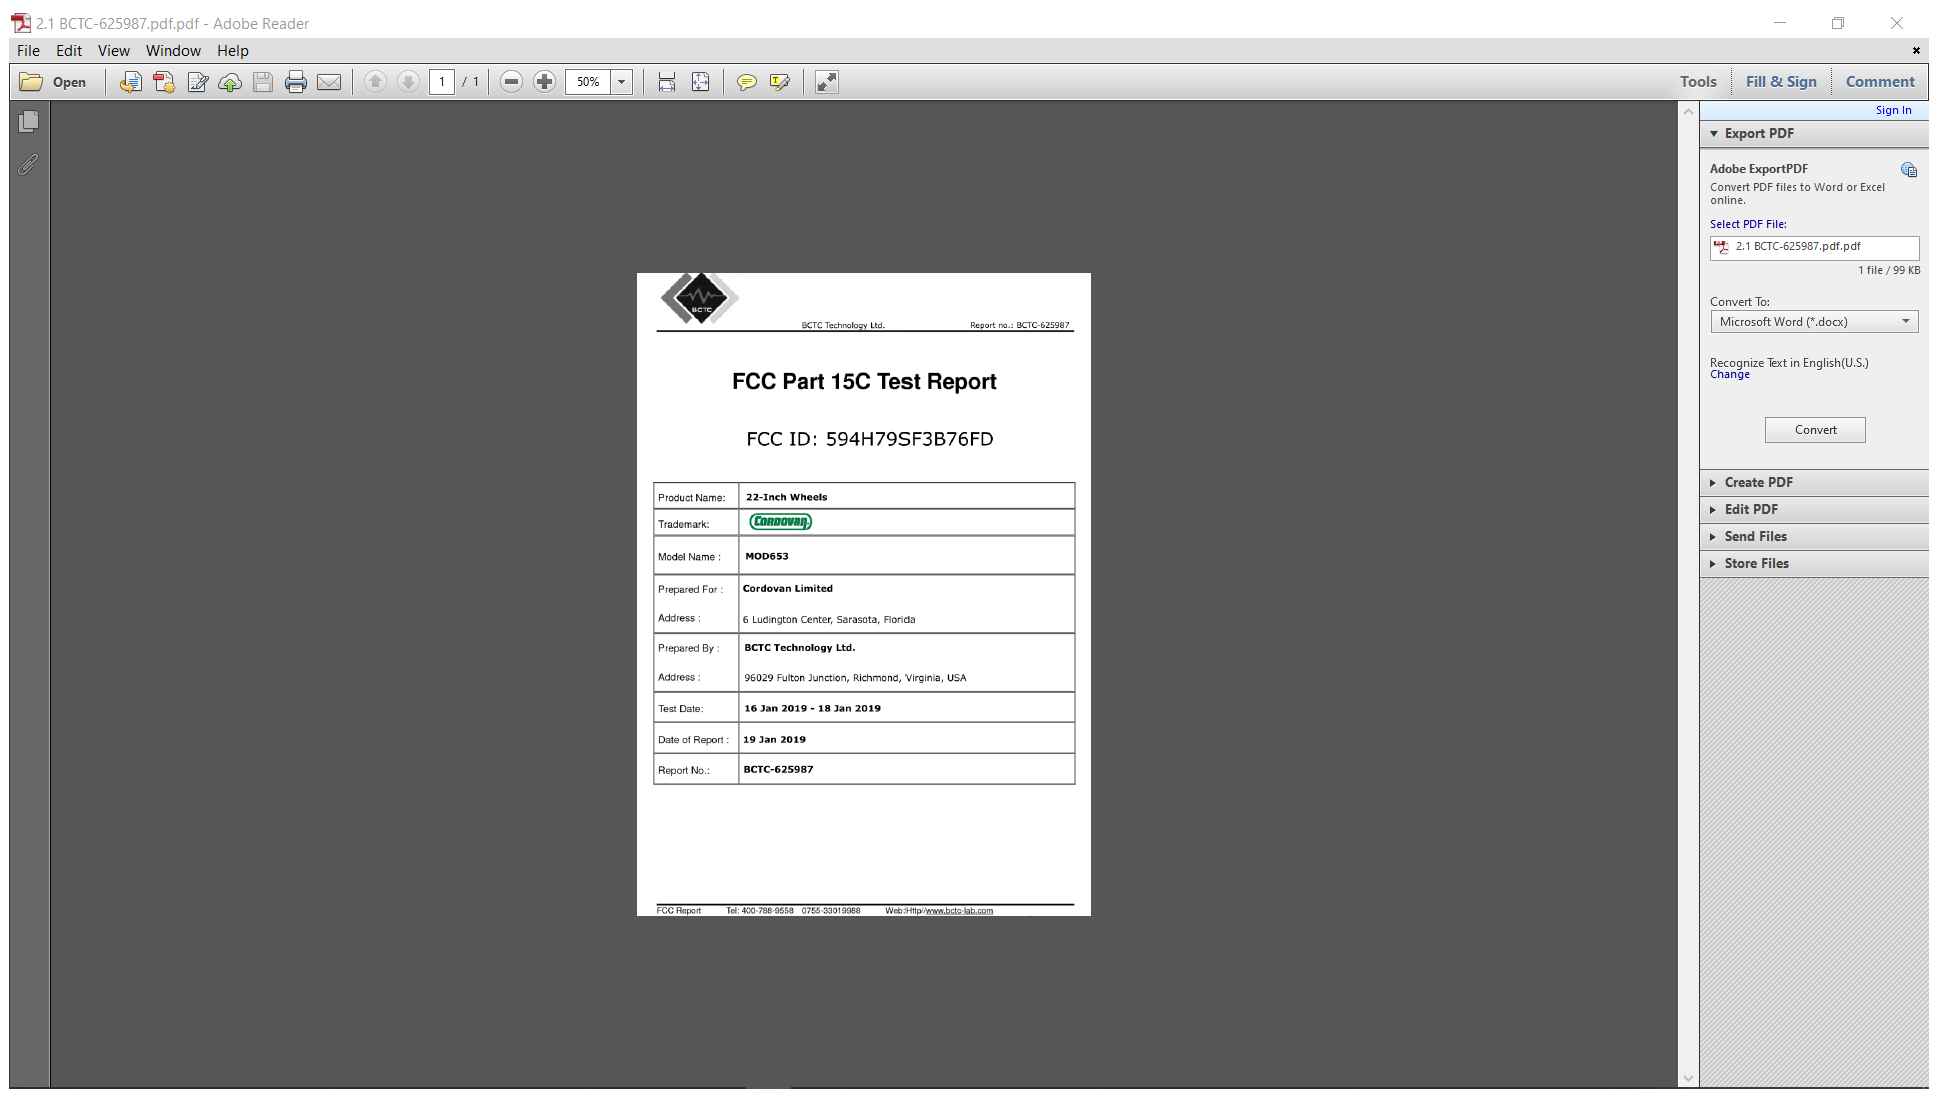 2.1 BCTC-625987.pdf.pdf - Adobe Reader
File Edit View Window Help
Open 1 / 1 50% Tools Fill & Sign Comment
Sign In
Export PDF
Adobe ExportPDF
Convert PDF files to Word or Excel
online.
Select PDF File:
2.1 BCTC-625987.pdf.pdf
1 file / 99 KB
Convert To:
Microsoft Word (*.docx)
Recognize Text in English(U.S.)
Change
Convert
Create PDF
Edit PDF
Send Files
Store Files
BCTC
BCTC Technology Ltd. Report no.: BCTC-625987
FCC Part 15C Test Report
FCC ID: 594H79SF3B76FD
Product Name: 22-Inch Wheels
Trademark: CORDOVAN
Model Name : MOD653
Prepared For : Cordovan Limited
Address : 6 Ludington Center, Sarasota, Florida
Prepared By : BCTC Technology Ltd.
Address : 96029 Fulton Junction, Richmond, Virginia, USA
Test Date: 16 Jan 2019 - 18 Jan 2019
Date of Report : 19 Jan 2019
Report No.: BCTC-625987
FCC Report Tel: 400-788-9558 0755-33019988 Web:Http//www.bctc-lab.com